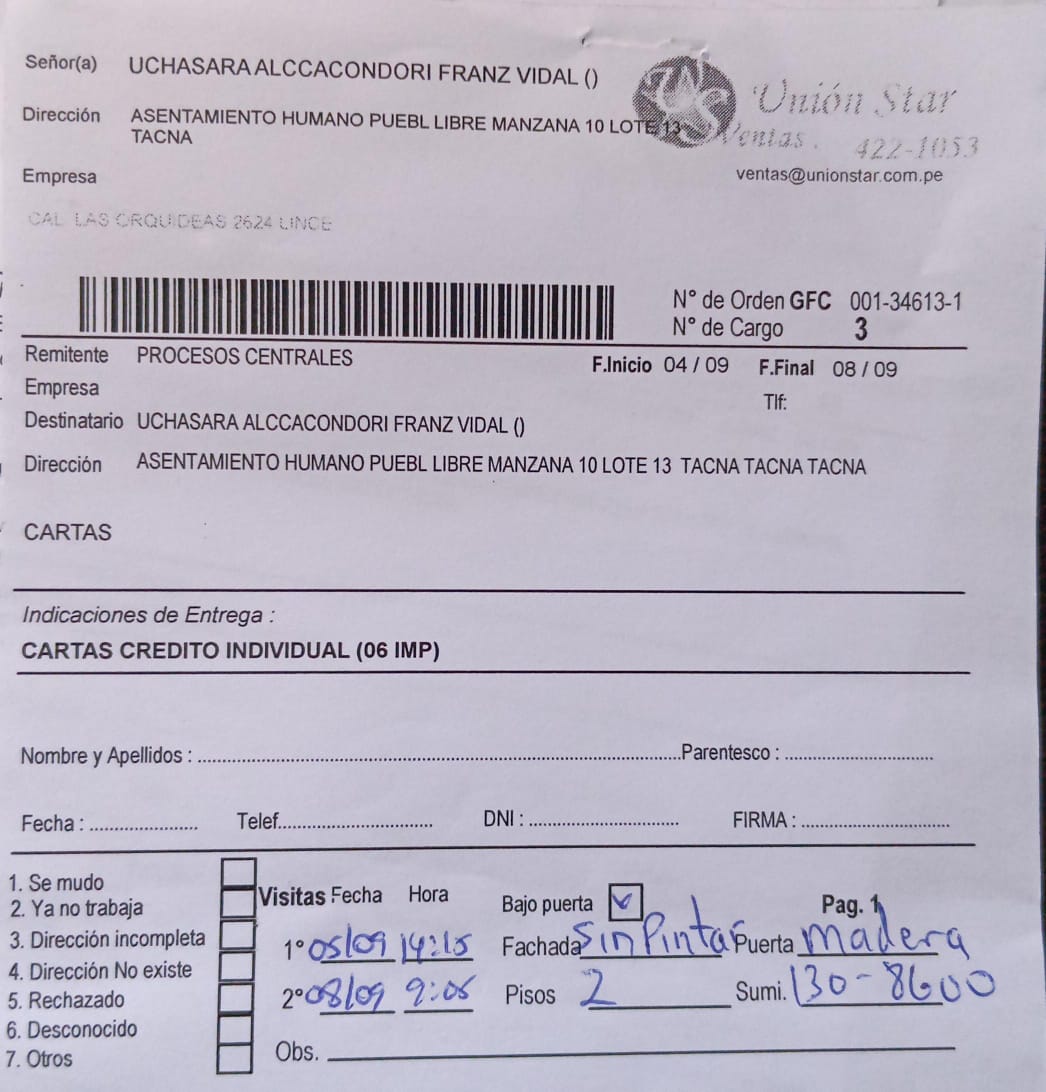 Señor(a) UCHASARA ALCCACONDORI FRANZ VIDAL ()
Unión Star
Dirección ASENTAMIENTO HUMANO PUEBL LIBRE MANZANA 10 LOTE 13
TACNA
Ventas. 422-1053
Empresa ventas@unionstar.com.pe
CAL LAS ORQUIDEAS 2624 LINCE
N° de Orden GFC 001-34613-1
N° de Cargo 3
Remitente PROCESOS CENTRALES F.Inicio 04 / 09 F.Final 08 / 09
Empresa Tlf:
Destinatario UCHASARA ALCCACONDORI FRANZ VIDAL ()
Dirección ASENTAMIENTO HUMANO PUEBL LIBRE MANZANA 10 LOTE 13 TACNA TACNA TACNA
CARTAS
Indicaciones de Entrega :
CARTAS CREDITO INDIVIDUAL (06 IMP)
Nombre y Apellidos : Parentesco :
Fecha : Telef. DNI : FIRMA :
1. Se mudo
2. Ya no trabaja
3. Dirección incompleta
4. Dirección No existe
5. Rechazado
6. Desconocido
7. Otros
Visitas Fecha Hora Bajo puerta Pag. 1
1° 05/09 14:15 Fachada Sin Pintar Puerta madera
2° 08/09 9:05 Pisos 2 Sumi. 130-8600
Obs.